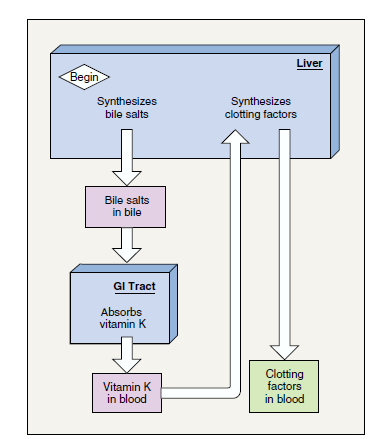 Liver
Begin
Synthesizes
bile salts
Synthesizes
clotting factors
Bile salts
in bile
GI Tract
Absorbs
vitamin K
Vitamin K
in blood
Clotting
factors
in blood